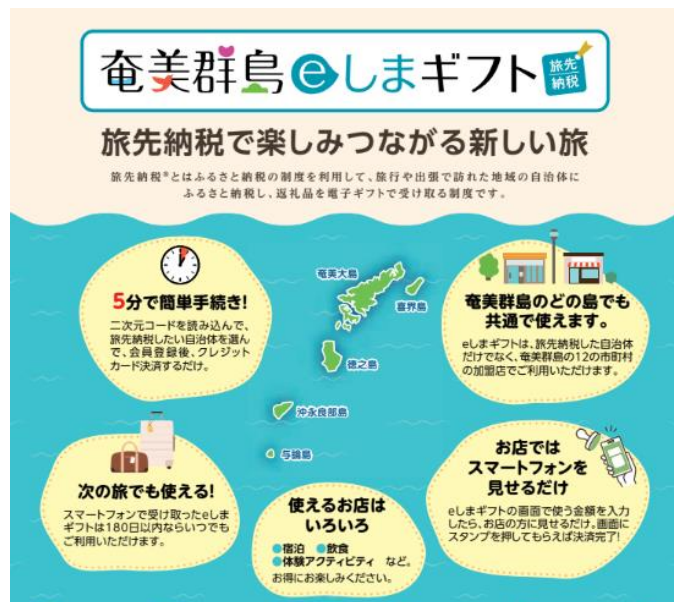 奄美群島eしまギフト 旅先納税
旅先納税で楽しみつながる新しい旅
旅先納税®とはふるさと納税の制度を利用して、旅行や出張で訪れた地域の自治体に
ふるさと納税し、返礼品を電子ギフトで受け取る制度です。
5分で簡単手続き!
二次元コードを読み込んで、
旅先納税したい自治体を選ん
で、会員登録後、クレジット
カード決済するだけ。
奄美大島
喜界島
徳之島
沖永良部島
与論島
奄美群島のどの島でも
共通で使えます。
eしまギフトは、旅先納税した自治体
だけでなく、奄美群島の12の市町村
の加盟店でご利用いただけます。
次の旅でも使える!
スマートフォンで受け取ったeしま
ギフトは180日以内ならいつでも
ご利用いただけます。
使えるお店は
いろいろ
●宿泊 ●飲食
●体験アクティビティ など。
お得にお楽しみください。
お店では
スマートフォンを
見せるだけ
eしまギフトの画面で使う金額を入力
したら、お店の方に見せるだけ。画面に
スタンプを押してもらえば決済完了!